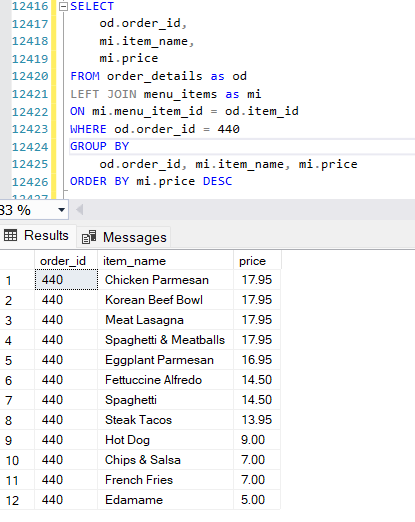 12416 SELECT
12417 od.order_id,
12418 mi.item_name,
12419 mi.price
12420 FROM order_details as od
12421 LEFT JOIN menu_items as mi
12422 ON mi.menu_item_id = od.item_id
12423 WHERE od.order_id = 440
12424 GROUP BY
12425 od.order_id, mi.item_name, mi.price
12426 ORDER BY mi.price DESC
33 %
Results Messages
order_id item_name price
1 440 Chicken Parmesan 17.95
2 440 Korean Beef Bowl 17.95
3 440 Meat Lasagna 17.95
4 440 Spaghetti & Meatballs 17.95
5 440 Eggplant Parmesan 16.95
6 440 Fettuccine Alfredo 14.50
7 440 Spaghetti 14.50
8 440 Steak Tacos 13.95
9 440 Hot Dog 9.00
10 440 Chips & Salsa 7.00
11 440 French Fries 7.00
12 440 Edamame 5.00